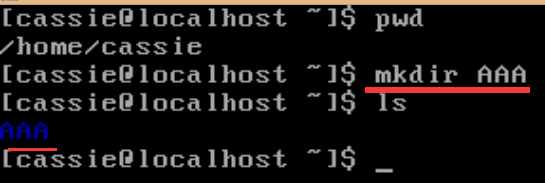 [cassie@localhost ~]$ pwd
/home/cassie
[cassie@localhost ~]$ mkdir AAA
[cassie@localhost ~]$ ls
AAA
[cassie@localhost ~]$ _